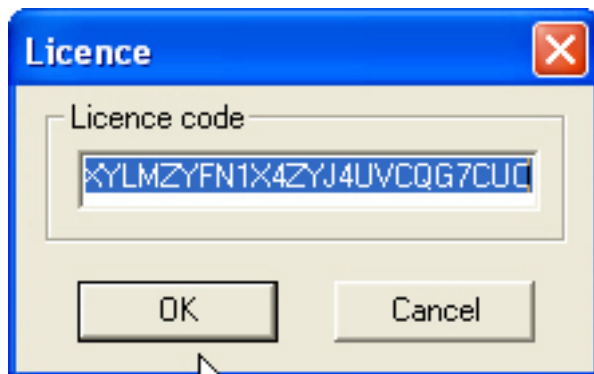 Licence
Licence code
XYLMZYFN1X4ZYJ4UVCQG7CUC
OK
Cancel